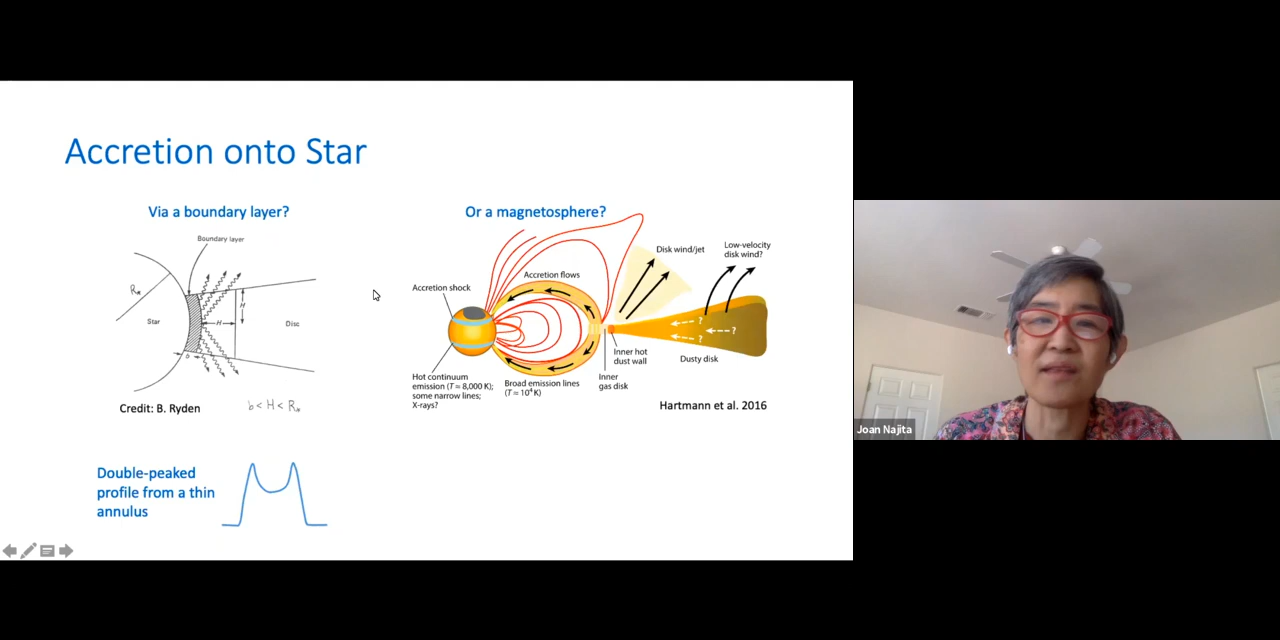 Accretion onto Star
Via a boundary layer?
Boundary layer
R*
Star
H
H
b
Disc
Credit: B. Ryden
b < H < R*
Double-peaked
profile from a thin
annulus
Or a magnetosphere?
Disk wind/jet
Low-velocity
disk wind?
Accretion flows
Accretion shock
?
?
?
Inner hot
dust wall
Dusty disk
Inner
gas disk
Hot continuum
emission (T ≈ 8,000 K);
some narrow lines;
X-rays?
Broad emission lines
(T ≈ 10⁴ K)
Hartmann et al. 2016
Joan Najita